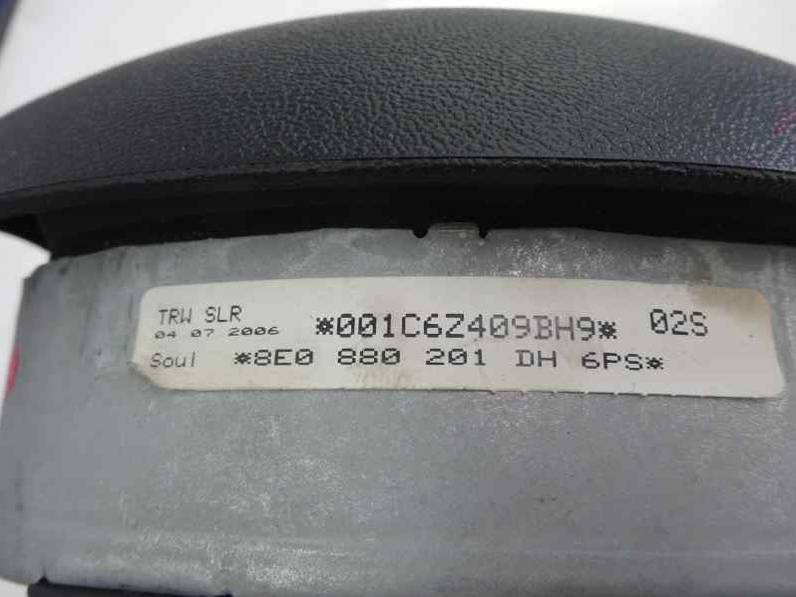 TRW SLR
04 07 2006 *001C6Z409BH9* 02S
Soul *8E0 880 201 DH 6PS*